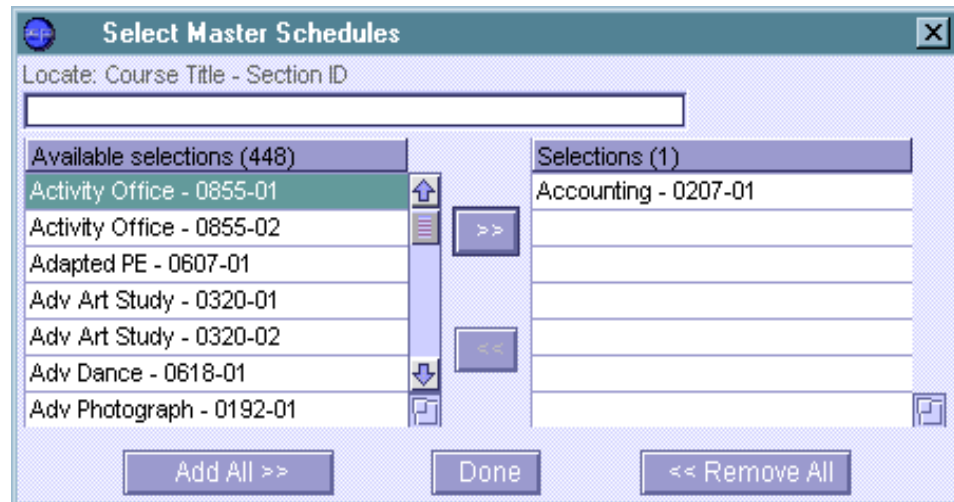 Select Master Schedules
Locate: Course Title - Section ID
Available selections (448)
Activity Office - 0855-01
Activity Office - 0855-02
Adapted PE - 0607-01
Adv Art Study - 0320-01
Adv Art Study - 0320-02
Adv Dance - 0618-01
Adv Photograph - 0192-01
>>
<<
Selections (1)
Accounting - 0207-01
Add All >>
Done
<< Remove All